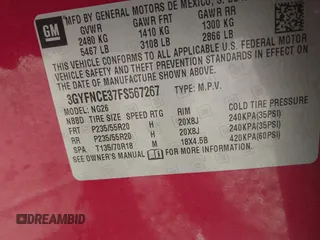 GM
MFD BY GENERAL MOTORS DE MEXICO, S.
GVWR GAWR FRT GAWR RR
2480 KG 1410 KG 1300 KG
5467 LB 3108 LB 2866 LB
THIS VEHICLE CONFORMS TO ALL APPLICABLE U.S. FEDERAL MOTOR
VEHICLE SAFETY, BUMPER, AND THEFT PREVENTION STANDARDS IN EFFECT ON
THE DATE OF MANUFACTURE SHOWN ABOVE.
3GYFNCE37FS567267 TYPE: M.P.V.
MODEL: NG26
NBBD TIRE SIZE SPEED RTG RIM COLD TIRE PRESSURE
FRT P235/55R20 H 20X8J 240KPA(35PSI)
RR P235/55R20 H 20X8J 240KPA(35PSI)
SPA T135/70R18 M 18X4.5B 420KPA(60PSI)
SEE OWNER'S MANUAL
DREAMBID